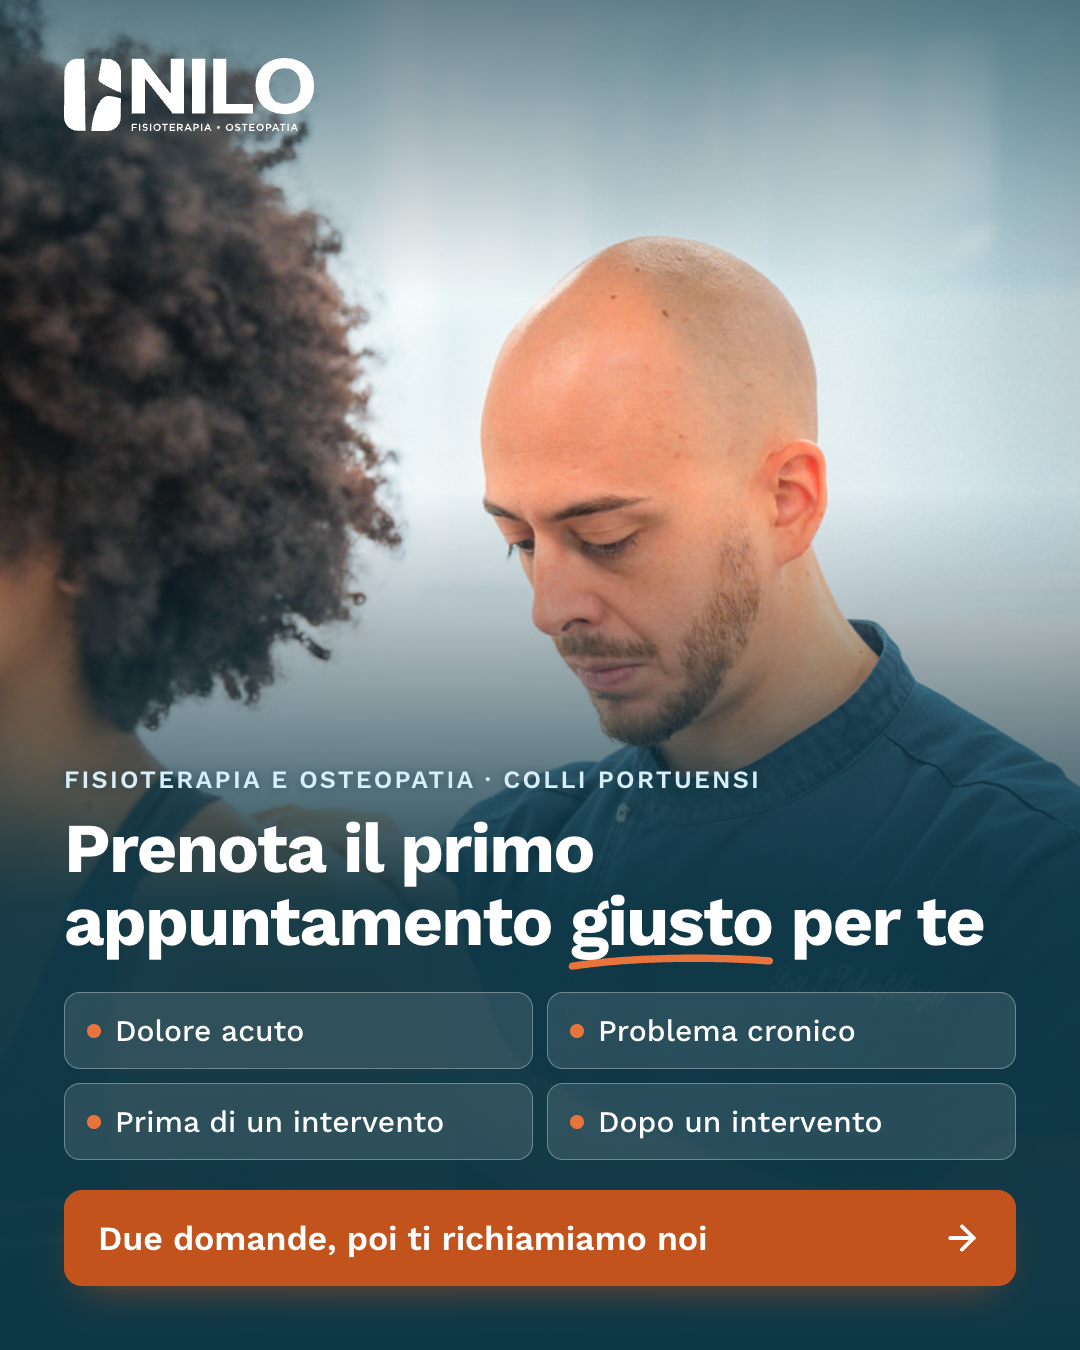 NILO
FISIOTERAPIA • OSTEOPATIA
FISIOTERAPIA E OSTEOPATIA · COLLI PORTUENSI
Prenota il primo
appuntamento giusto per te
Dolore acuto
Problema cronico
Prima di un intervento
Dopo un intervento
Due domande, poi ti richiamiamo noi